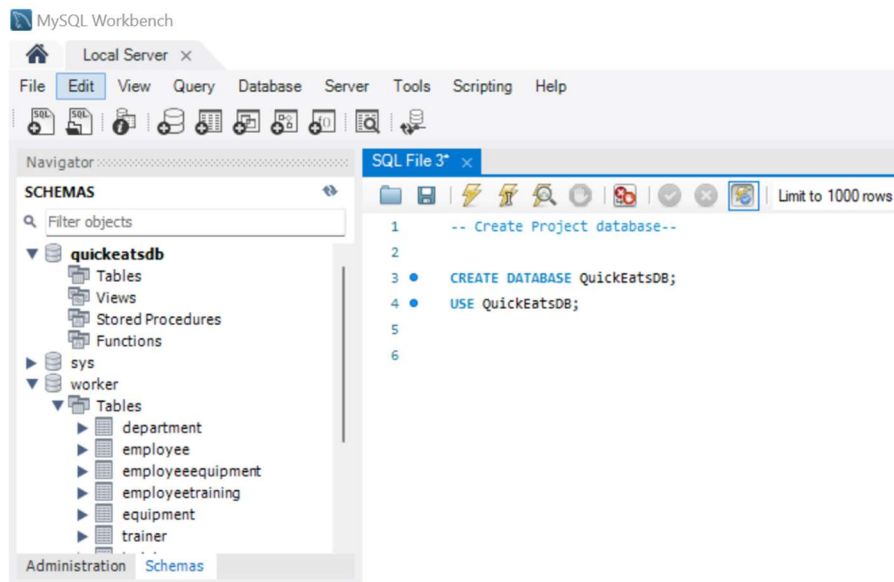 MySQL Workbench
Local Server
File Edit View Query Database Server Tools Scripting Help
SQL SQL
Navigator
SQL File 3*
SCHEMAS
Limit to 1000 rows
Filter objects
1 -- Create Project database--
quickeatsdb
2
Tables
3 CREATE DATABASE QuickEatsDB;
Views
4 USE QuickEatsDB;
Stored Procedures
5
Functions
6
sys
worker
Tables
department
employee
employeeequipment
employeetraining
equipment
trainer
Administration Schemas